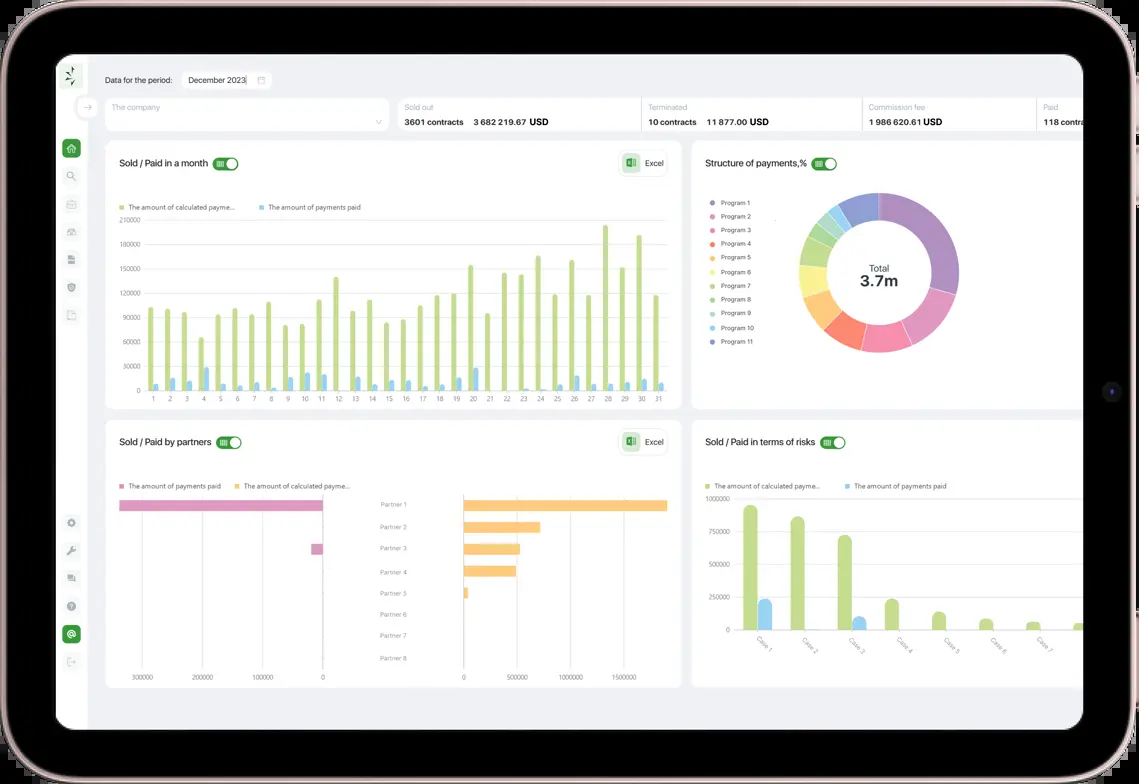 Data for the period: December 2023
The company
Sold out
3601 contracts 3 682 219.67 USD
Terminated
10 contracts 11 877.00 USD
Commission fee
1 986 620.61 USD
Paid
118 contra
Sold / Paid in a month
Excel
The amount of calculated payme... The amount of payments paid
210000
180000
150000
120000
90000
60000
30000
0
1 2 3 4 5 6 7 8 9 10 11 12 13 14 15 16 17 18 19 20 21 22 23 24 25 26 27 28 29 30 31
Structure of payments,%
Program 1
Program 2
Program 3
Program 4
Program 5
Program 6
Program 7
Program 8
Program 9
Program 10
Program 11
Total
3.7m
Sold / Paid by partners
Excel
The amount of payments paid The amount of calculated payme...
Partner 1
Partner 2
Partner 3
Partner 4
Partner 5
Partner 6
Partner 7
Partner 8
300000 200000 100000 0 0 500000 1000000 1500000
Sold / Paid in terms of risks
The amount of calculated payme... The amount of payments paid
1000000
750000
500000
250000
0
Case 1 Case 2 Case 3 Case 4 Case 5 Case 6 Case 7